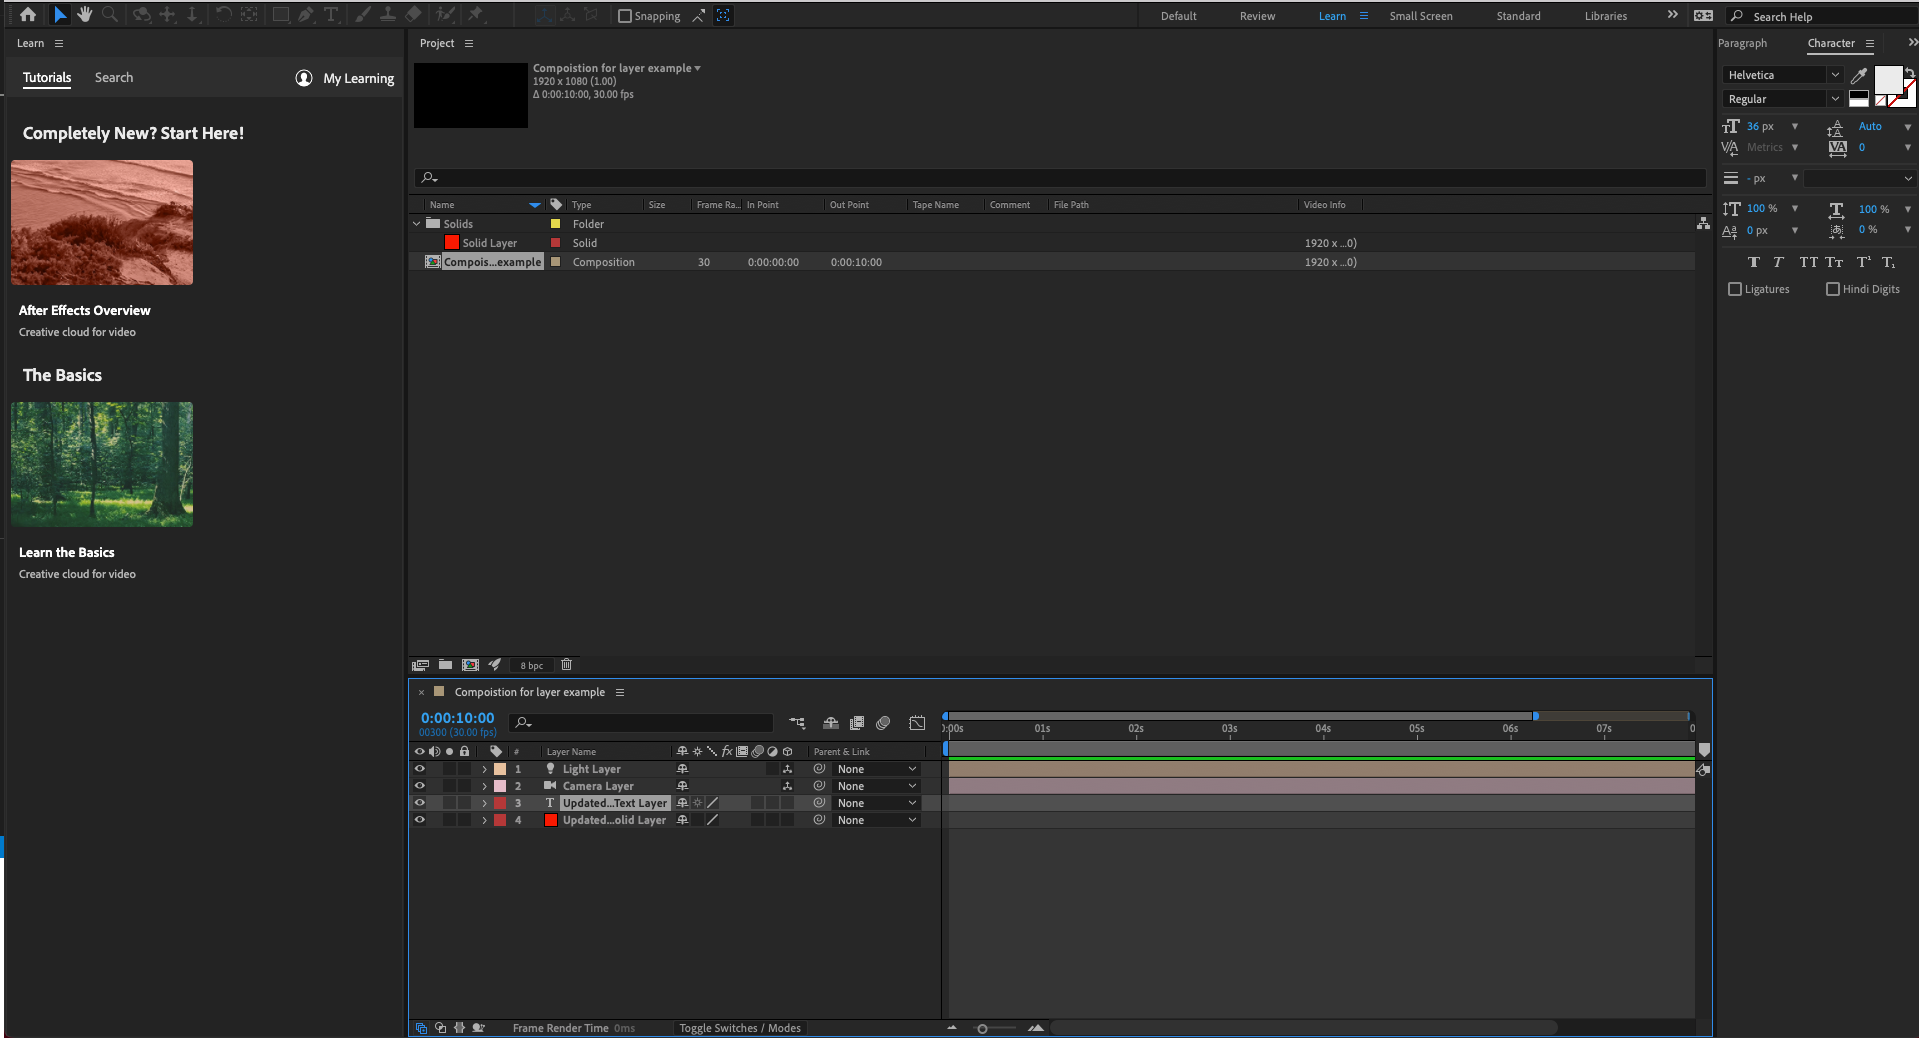 Snapping
Default
Review
Learn
Small Screen
Standard
Libraries
Search Help
Learn
Tutorials
Search
My Learning
Completely New? Start Here!
After Effects Overview
Creative cloud for video
The Basics
Learn the Basics
Creative cloud for video
Project
Compoistion for layer example
1920 x 1080 (1.00)
Δ 0:00:10:00, 30.00 fps
Name Type Size Frame Ra... In Point Out Point Tape Name Comment File Path Video Info
Solids Folder
Solid Layer Solid 1920 x ...0)
Compois...example Composition 30 0:00:00:00 0:00:10:00 1920 x ...0)
8 bpc
Compoistion for layer example
0:00:10:00
00300 (30.00 fps)
):00s 01s 02s 03s 04s 05s 06s 07s 0
# Layer Name fx Parent & Link
1 Light Layer None
2 Camera Layer None
3 T Updated...Text Layer None
4 Updated...olid Layer None
Frame Render Time 0ms
Toggle Switches / Modes
Paragraph
Character
Helvetica
Regular
36 px
Auto
Metrics
0
- px
100 %
100 %
0 px
0 %
T T TT Tт T¹ T₁
Ligatures
Hindi Digits